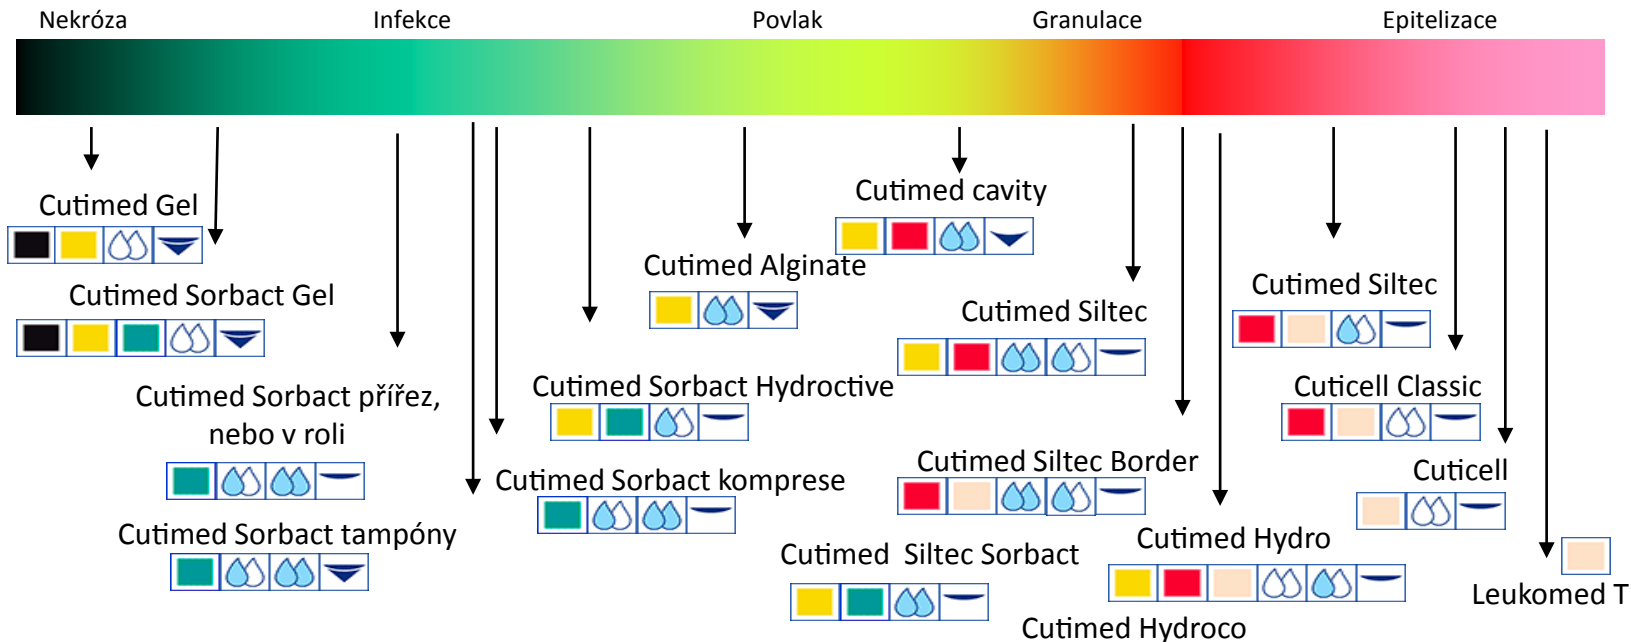 Nekróza
Infekce
Povlak
Granulace
Epitelizace
Cutimed Gel
Cutimed Sorbact Gel
Cutimed Sorbact přířez,
nebo v roli
Cutimed Sorbact tampóny
Cutimed Sorbact Hydroctive
Cutimed Sorbact komprese
Cutimed Alginate
Cutimed cavity
Cutimed Siltec
Cutimed Siltec Border
Cutimed Siltec Sorbact
Cutimed Hydro
Cutimed Hydroco
Cutimed Siltec
Cuticell Classic
Cuticell
Leukomed T